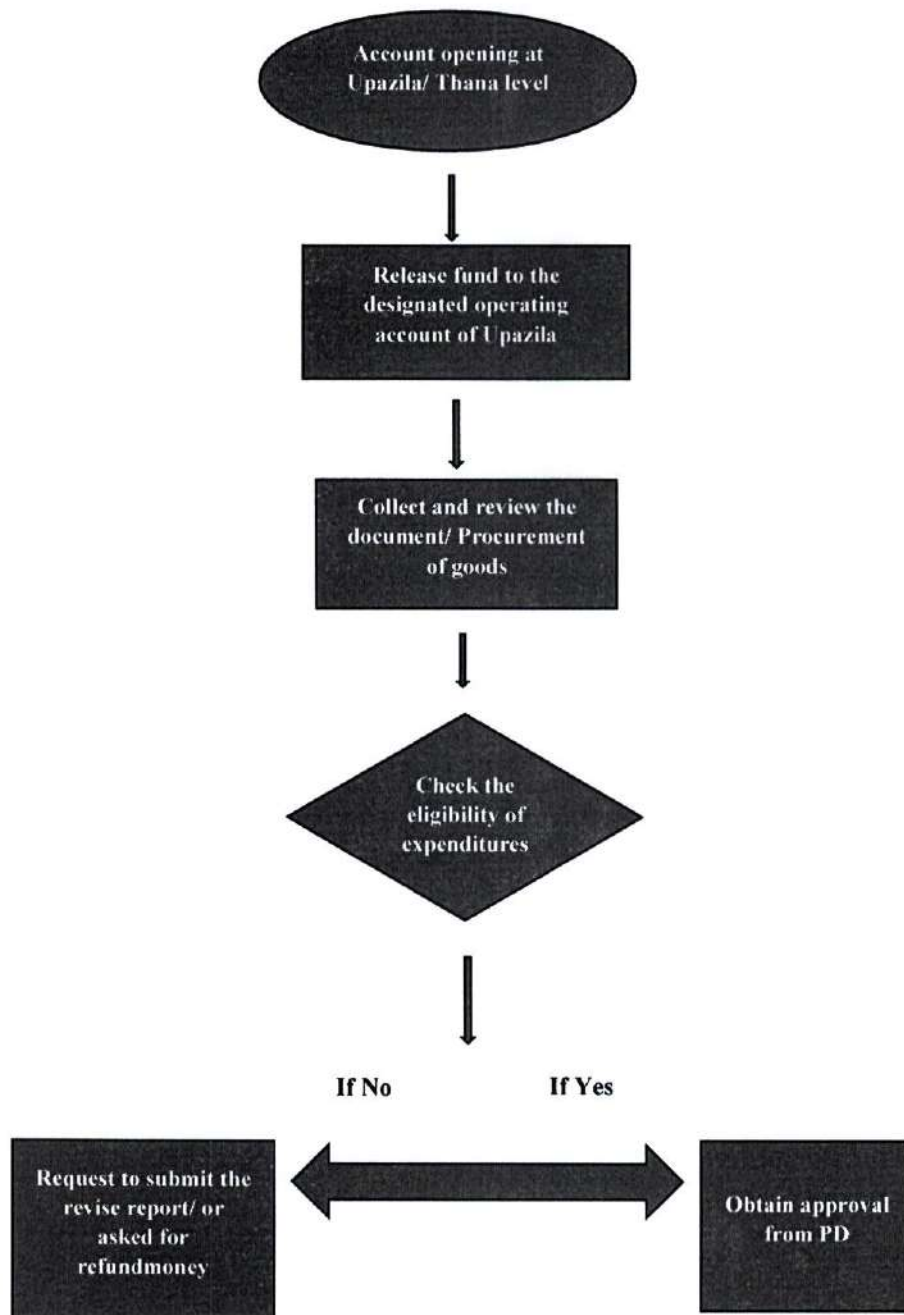 Account opening at
Upazila/ Thana level
Release fund to the
designated operating
account of Upazila
Collect and review the
document/ Procurement
of goods
Check the
eligibility of
expenditures
If No
If Yes
Request to submit the
revise report/ or
asked for
refundmoney
Obtain approval
from PD